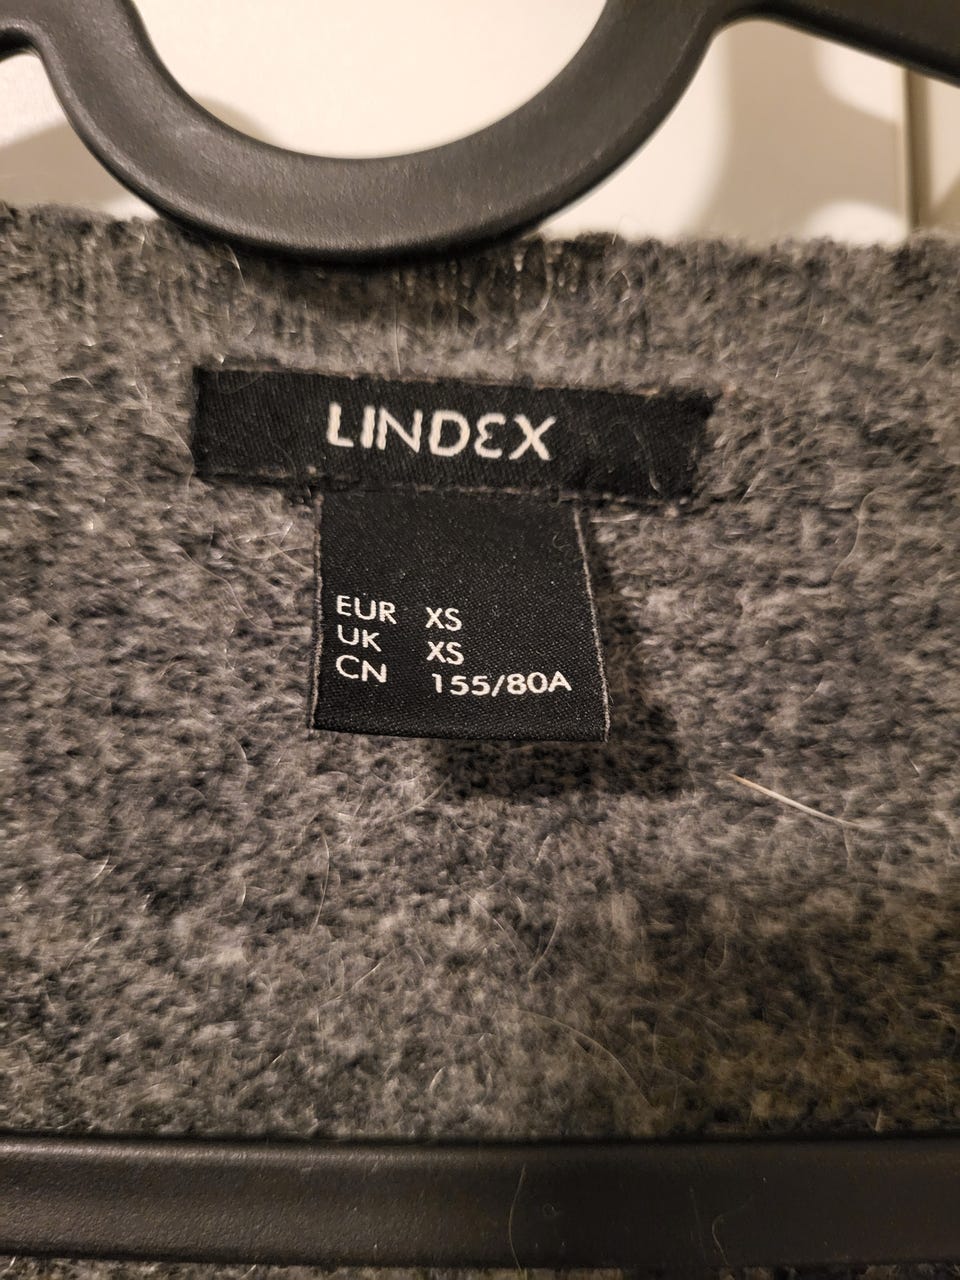 LINDEX
EUR XS
UK XS
CN 155/80A